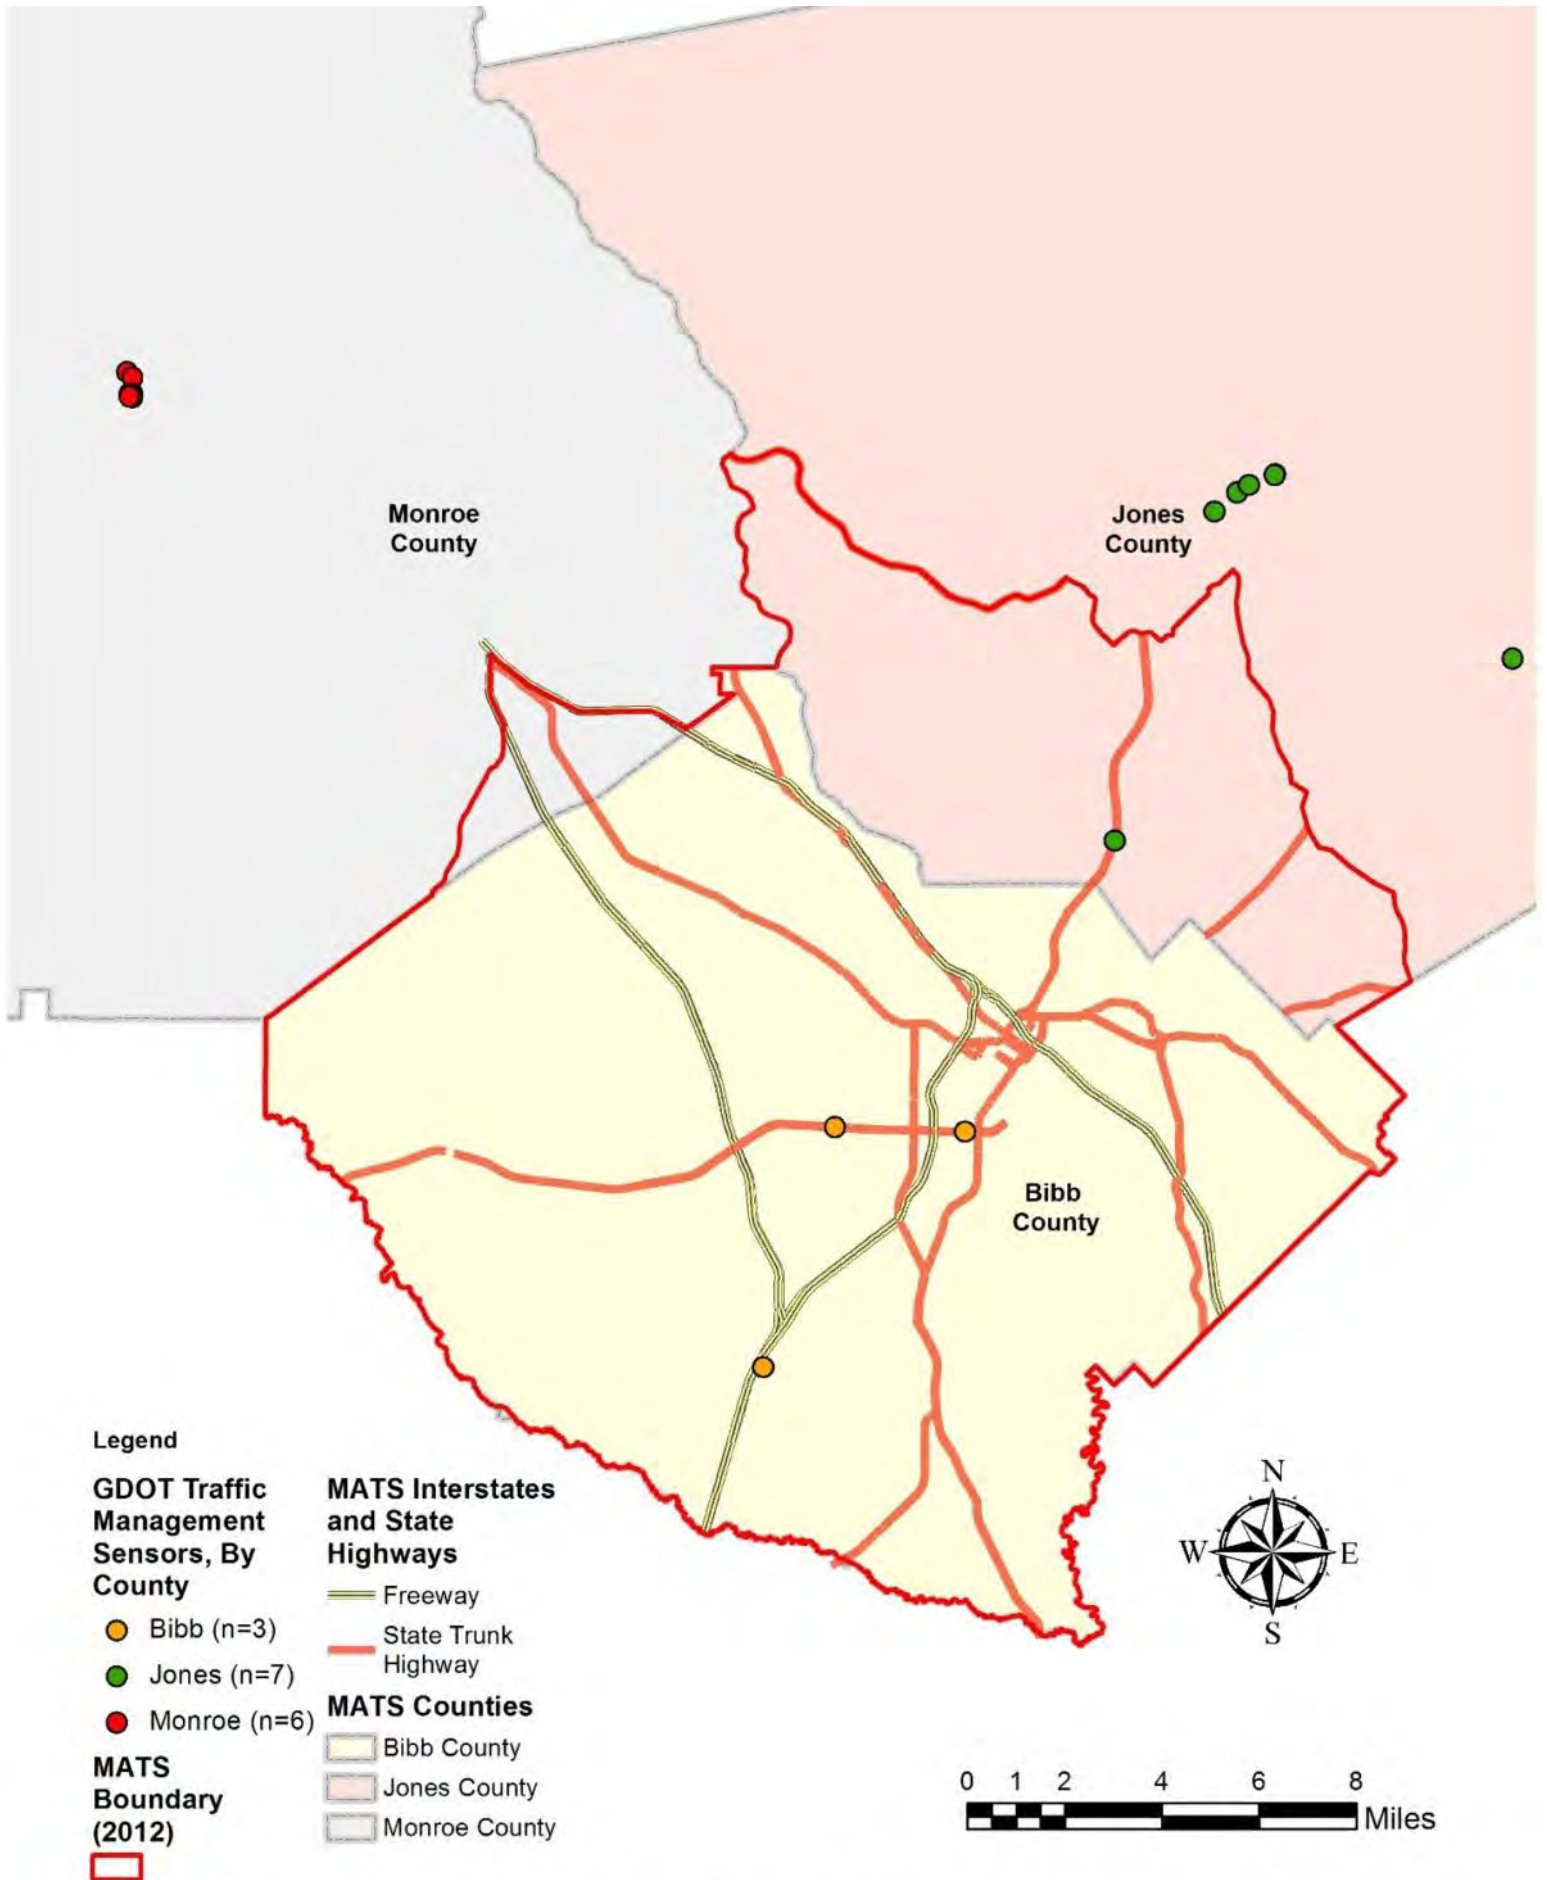 Monroe
County
Jones
County
Bibb
County
Legend
GDOT Traffic
Management
Sensors, By
County
Bibb (n=3)
Jones (n=7)
Monroe (n=6)
MATS
Boundary
(2012)
MATS Interstates
and State
Highways
Freeway
State Trunk
Highway
MATS Counties
Bibb County
Jones County
Monroe County
N
W
E
S
0 1 2 4 6 8
Miles